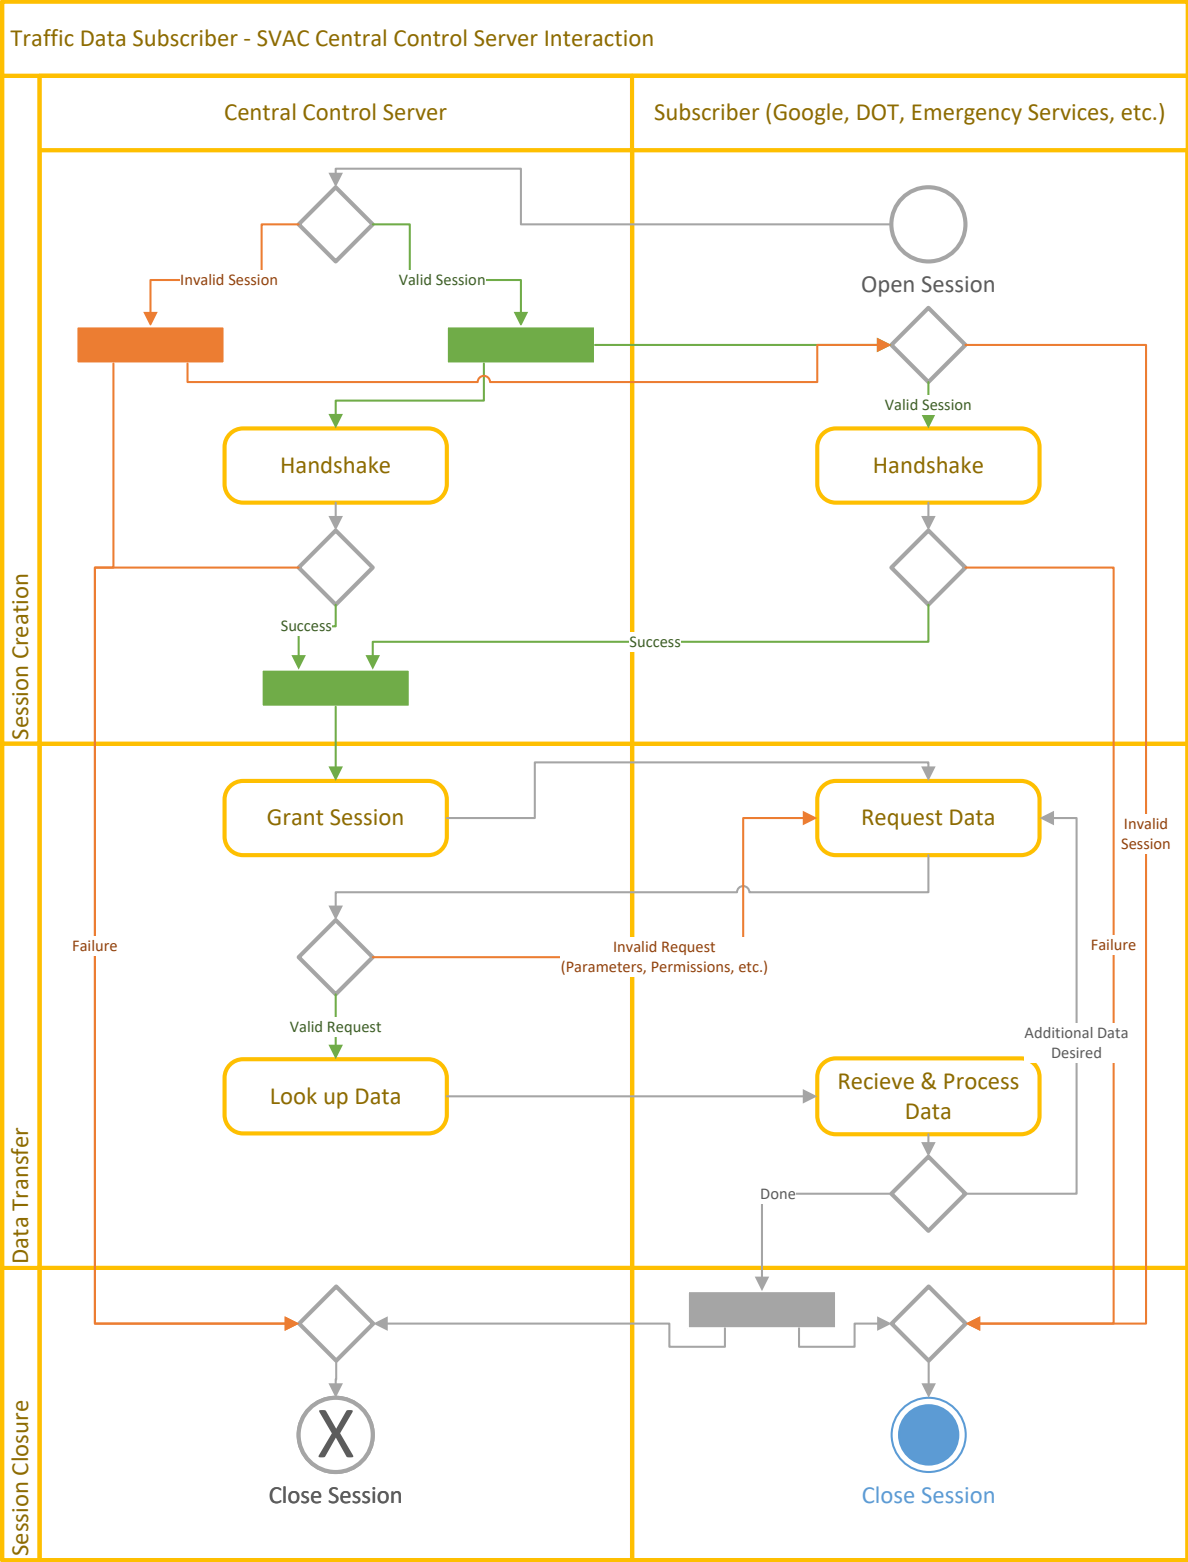 Traffic Data Subscriber - SVAC Central Control Server Interaction
Central Control Server
Subscriber (Google, DOT, Emergency Services, etc.)
Session Creation
Open Session
Invalid Session
Valid Session
Valid Session
Handshake
Handshake
Success
Success
Data Transfer
Grant Session
Request Data
Invalid
Session
Failure
Invalid Request
(Parameters, Permissions, etc.)
Failure
Valid Request
Additional Data
Desired
Look up Data
Recieve & Process
Data
Done
Session Closure
X
Close Session
Close Session